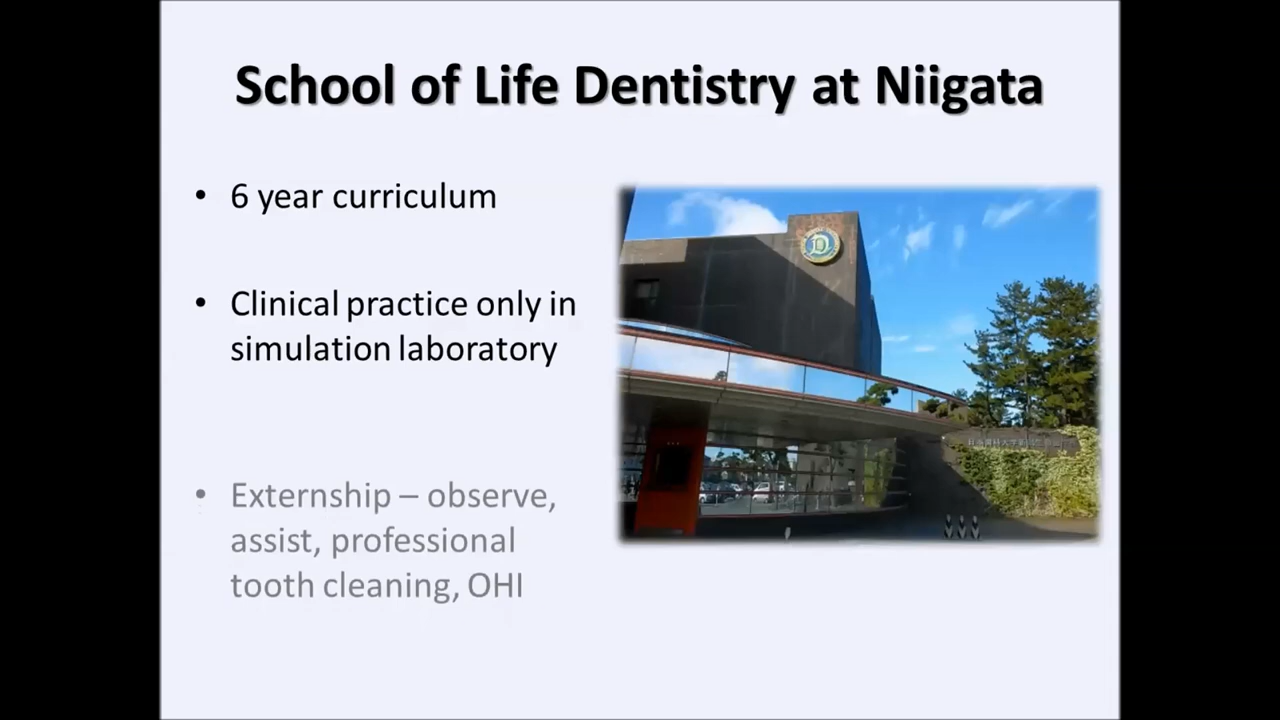 School of Life Dentistry at Niigata
• 6 year curriculum
• Clinical practice only in
simulation laboratory
• Externship – observe,
assist, professional
tooth cleaning, OHI
D